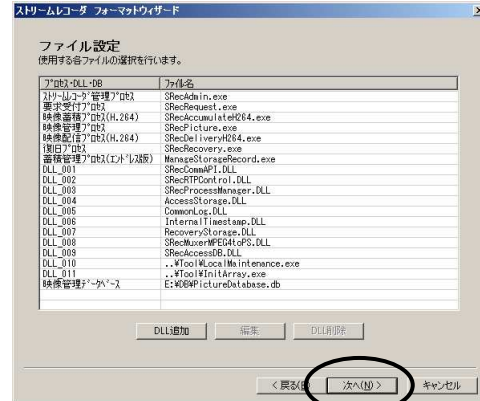 ストリームレコーダ フォーマットウィザード
ファイル設定
使用する各ファイルの選択を行います。
ﾌﾟﾛｾｽ・DLL・DB ﾌｧｲﾙ名
ｽﾄﾘｰﾑﾚｺｰﾀﾞ管理ﾌﾟﾛｾｽ SRecAdmin.exe
要求受付ﾌﾟﾛｾｽ SRecRequest.exe
映像蓄積ﾌﾟﾛｾｽ(H.264) SRecAccumulateH264.exe
映像管理ﾌﾟﾛｾｽ SRecPicture.exe
映像配信ﾌﾟﾛｾｽ(H.264) SRecDeliveryH264.exe
復旧ﾌﾟﾛｾｽ SRecRecovery.exe
蓄積管理ﾌﾟﾛｾｽ(ｴﾝﾄﾞﾚｽ版) ManageStorageRecord.exe
DLL_001 SRecCommAPI.DLL
DLL_002 SRecRTPControl.DLL
DLL_003 SRecProcessManager.DLL
DLL_004 AccessStorage.DLL
DLL_005 CommonLog.DLL
DLL_006 InternalTimestamp.DLL
DLL_007 RecoveryStorage.DLL
DLL_008 SRecMuxerMPEG4toPS.DLL
DLL_009 SRecAccessDB.DLL
DLL_010 ..¥Tool¥LocalMaintenance.exe
DLL_011 ..¥Tool¥InitArray.exe
映像管理ﾃﾞｰﾀﾍﾞｰｽ E:¥DB¥PictureDatabase.db
DLL追加 編集 DLL削除
< 戻る( 次へ(N) > キャンセル